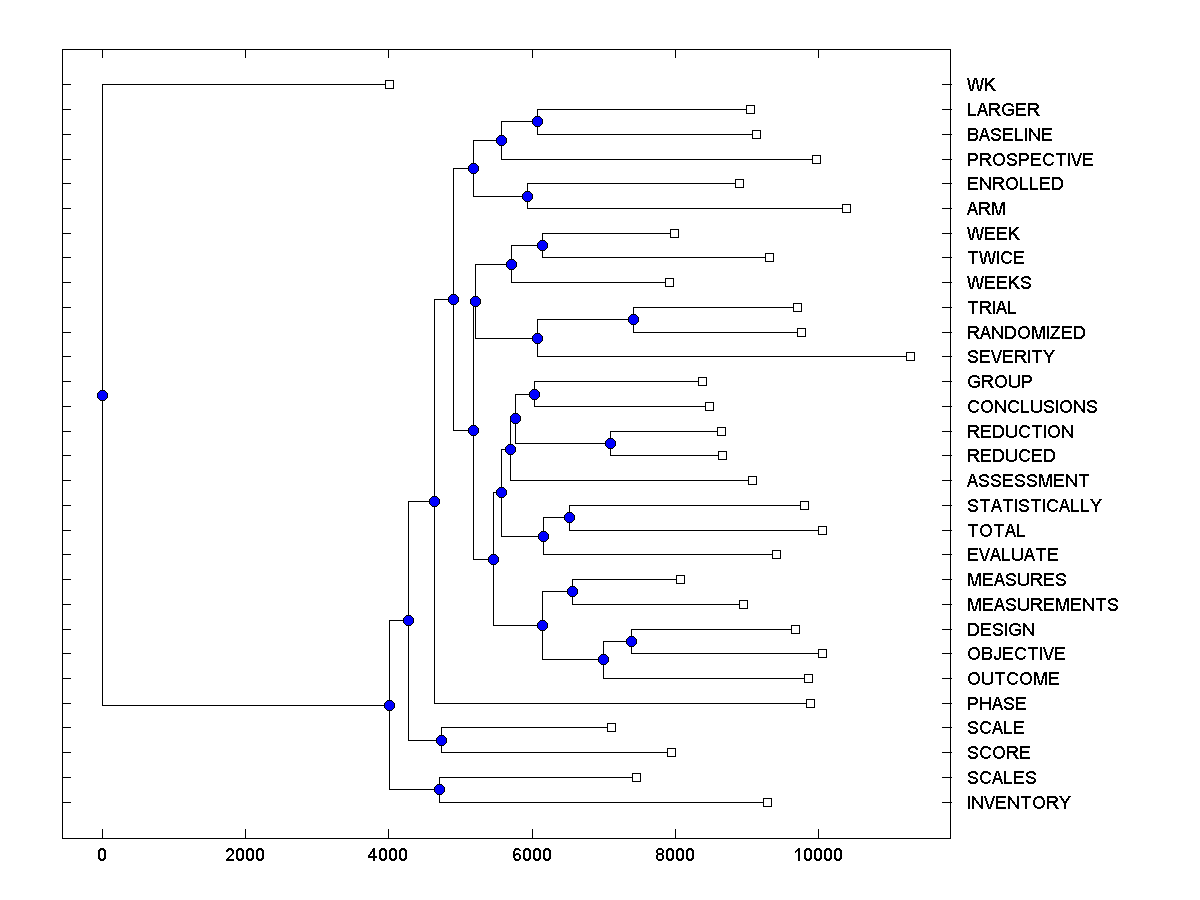 WK
LARGER
BASELINE
PROSPECTIVE
ENROLLED
ARM
WEEK
TWICE
WEEKS
TRIAL
RANDOMIZED
SEVERITY
GROUP
CONCLUSIONS
REDUCTION
REDUCED
ASSESSMENT
STATISTICALLY
TOTAL
EVALUATE
MEASURES
MEASUREMENTS
DESIGN
OBJECTIVE
OUTCOME
PHASE
SCALE
SCORE
SCALES
INVENTORY
0 2000 4000 6000 8000 10000